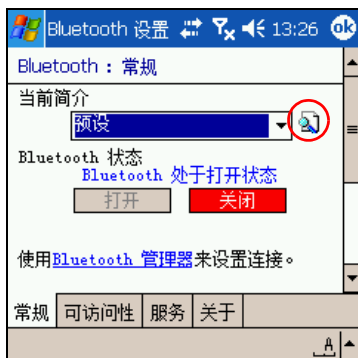 Bluetooth 设置 13:26 ok
Bluetooth : 常规
当前简介
预设
Bluetooth 状态
Bluetooth 处于打开状态
打开 关闭
使用Bluetooth 管理器来设置连接。
常规 可访问性 服务 关于
A